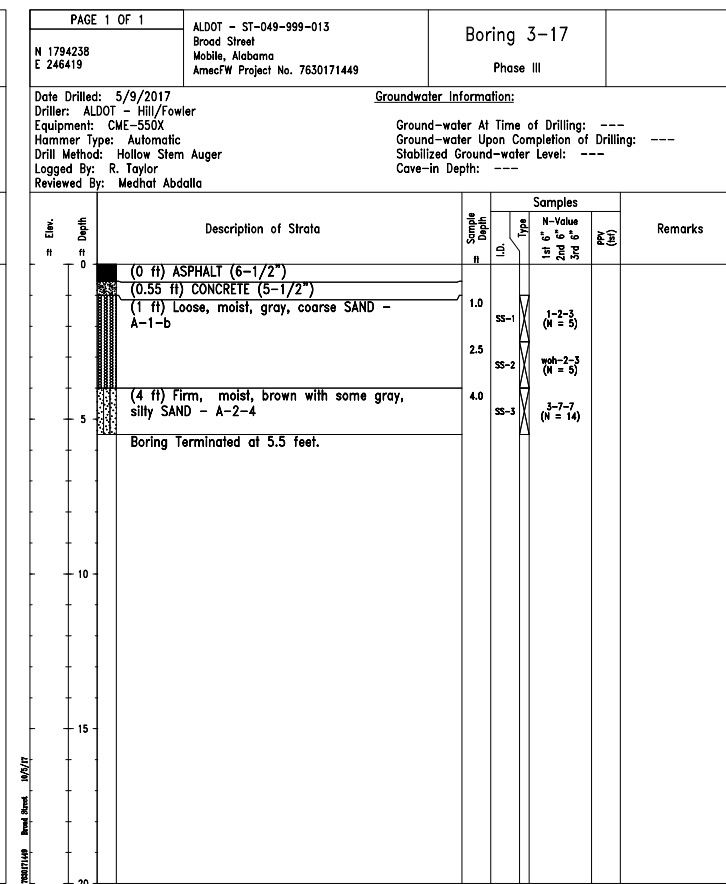 PAGE 1 OF 1
N 1794238
E 246419
ALDOT - ST-049-999-013
Broad Street
Mobile, Alabama
AmecFW Project No. 7630171449
Boring 3-17
Phase III
Date Drilled: 5/9/2017
Driller: ALDOT - Hill/Fowler
Equipment: CME-550X
Hammer Type: Automatic
Drill Method: Hollow Stem Auger
Logged By: R. Taylor
Reviewed By: Medhat Abdalla
Groundwater Information:
Ground-water At Time of Drilling: ---
Ground-water Upon Completion of Drilling: ---
Stabilized Ground-water Level: ---
Cave-in Depth: ---
Elev.
ft
Depth
ft
Description of Strata
Sample
Depth
ft
Samples
I.D.
Type
N-Value
1st 6"
2nd 6"
3rd 6"
PPV
(tsf)
Remarks
0
(0 ft) ASPHALT (6-1/2")
(0.55 ft) CONCRETE (5-1/2")
(1 ft) Loose, moist, gray, coarse SAND -
A-1-b
1.0
SS-1
1-2-3
(N = 5)
2.5
SS-2
woh-2-3
(N = 5)
(4 ft) Firm, moist, brown with some gray,
silty SAND - A-2-4
4.0
SS-3
3-7-7
(N = 14)
5
Boring Terminated at 5.5 feet.
10
15
20
7630171449 Broad Street 10/5/17